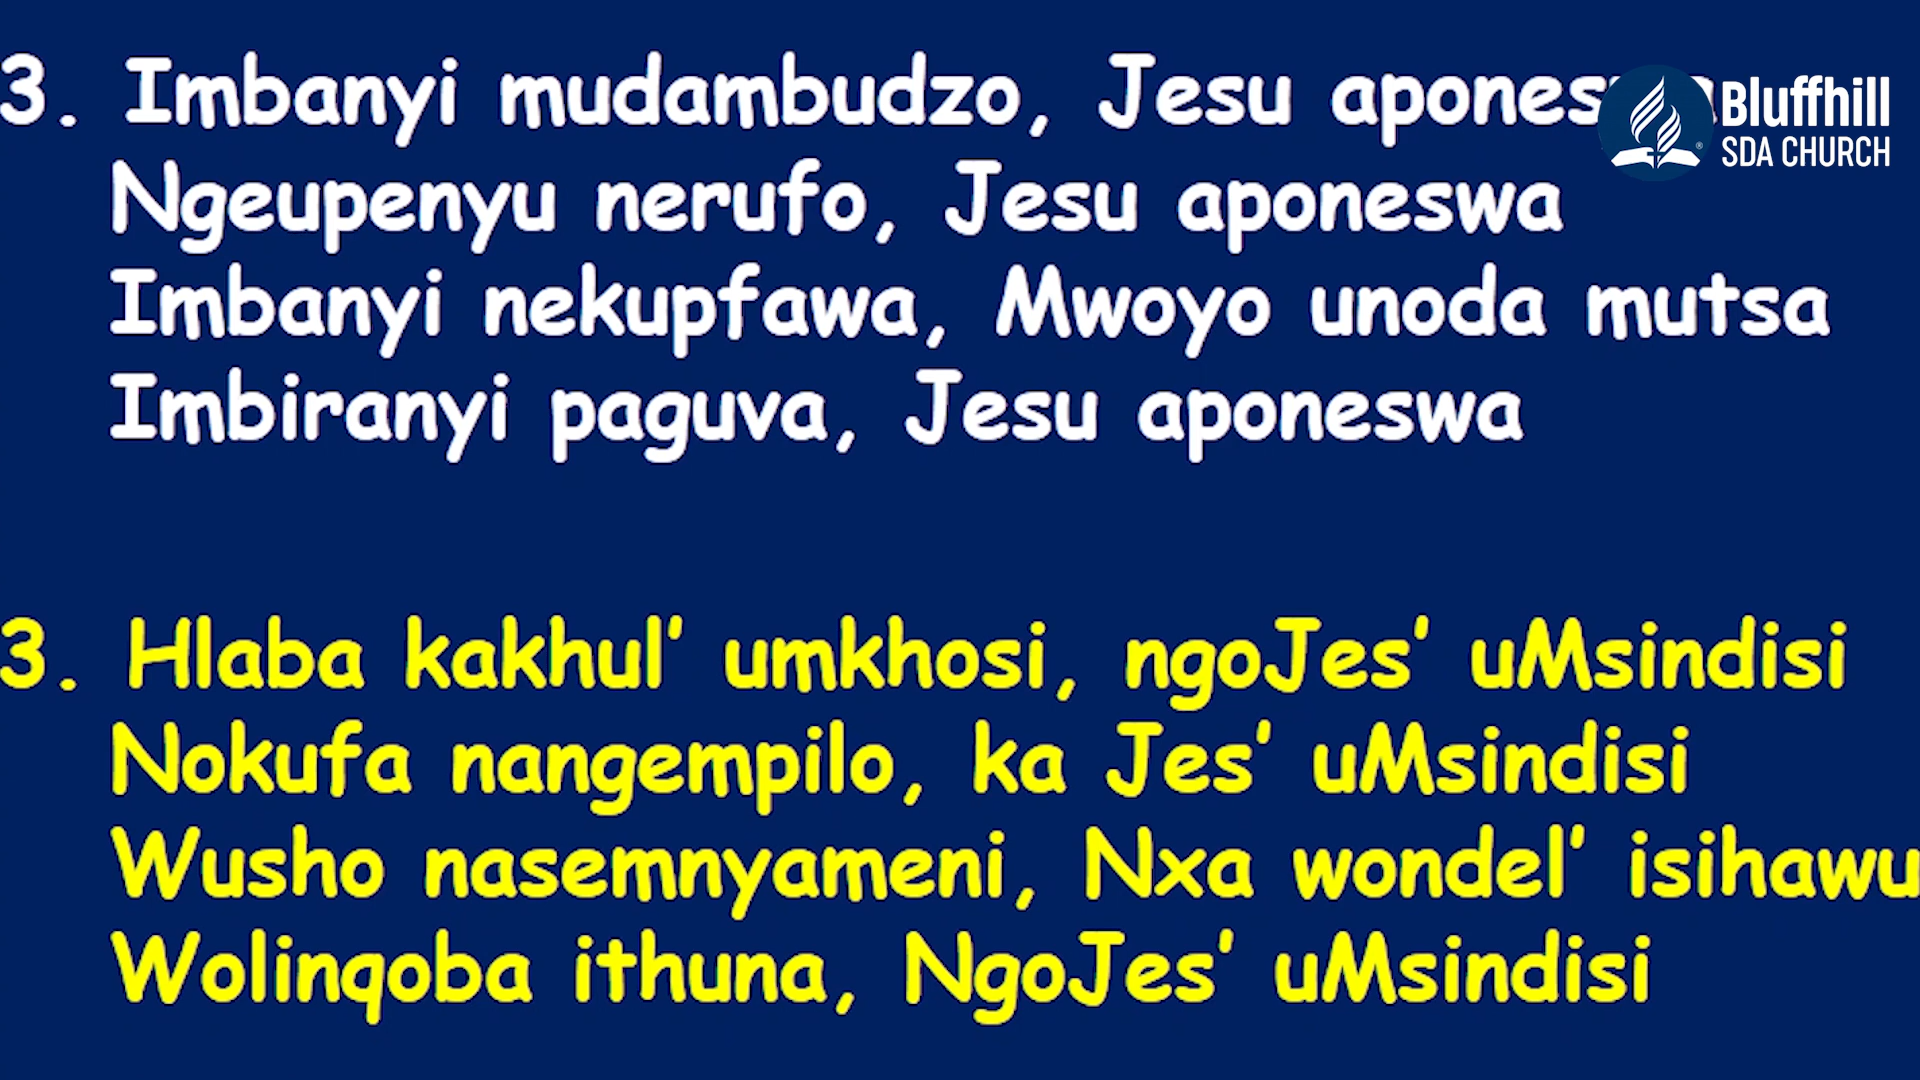 3. Imbanyi mudambudzo, Jesu
Ngeupenyu nerufo, Jesu aponeswa
Imbanyi nekupfawa, Mwoyo unoda mutsa
Imbiranyi paguva, Jesu aponeswa
Bluffhill
SDA CHURCH
3. Hlaba kakhul’ umkhosi, ngoJes’ uMsindisi
Nokufa nangempilo, ka Jes’ uMsindisi
Wusho nasemnyameni, Nxa wondel’ isihawu
Wolinqoba ithuna, NgoJes’ uMsindisi